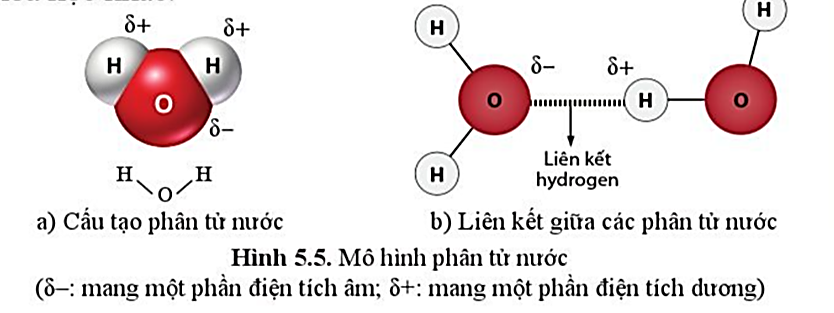 δ+
δ+
H
H
O
δ–
H
H
O
H
H
δ–
δ+
O
H
O
H
Liên kết
hydrogen
a) Cấu tạo phân tử nước
b) Liên kết giữa các phân tử nước
Hình 5.5. Mô hình phân tử nước
(δ–: mang một phần điện tích âm; δ+: mang một phần điện tích dương)